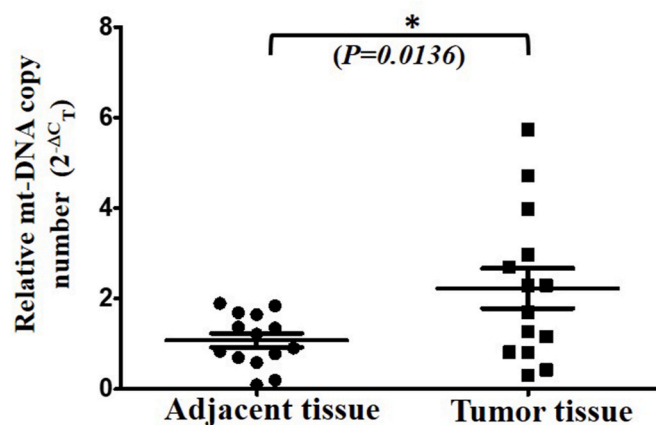 8
*
(P=0.0136)
6
Relative mt-DNA copy
number (2-ΔCT)
4
2
0
Adjacent tissue
Tumor tissue